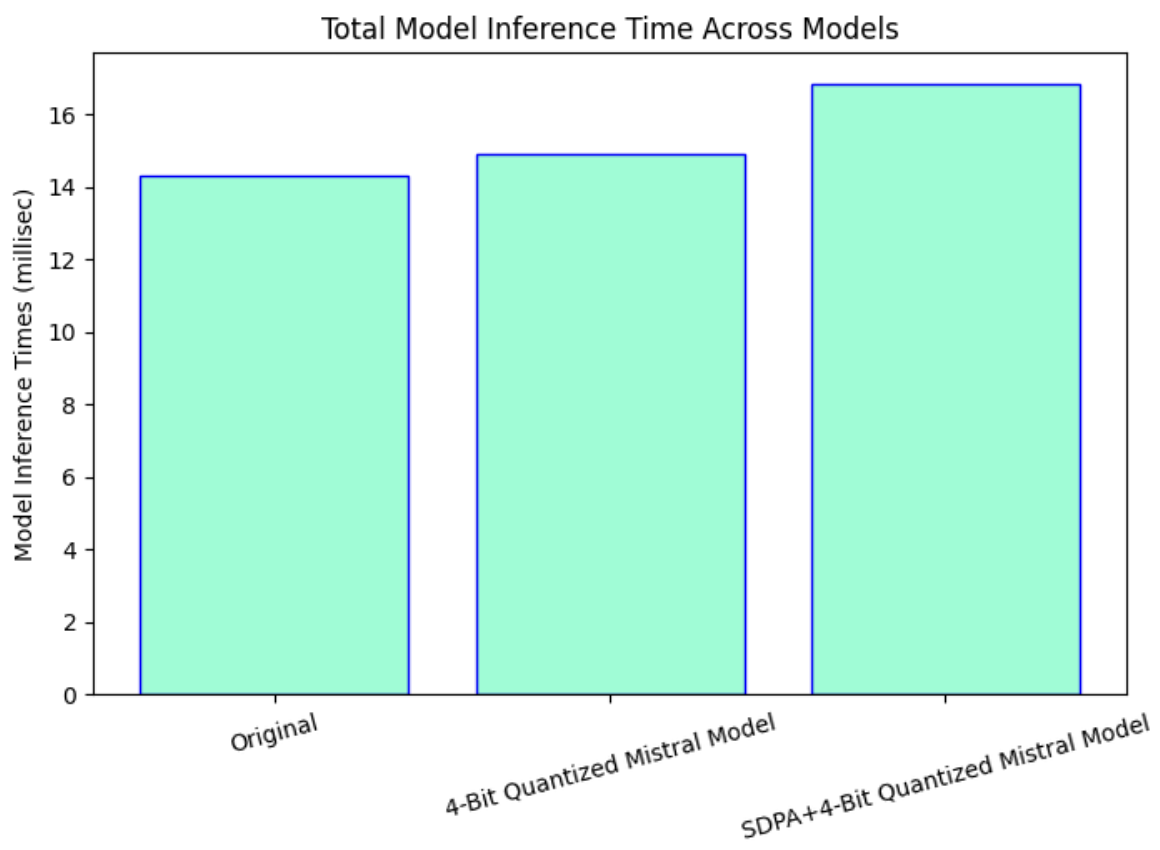 Total Model Inference Time Across Models
Model Inference Times (millisec)
16
14
12
10
8
6
4
2
0
Original
4-Bit Quantized Mistral Model
SDPA+4-Bit Quantized Mistral Model